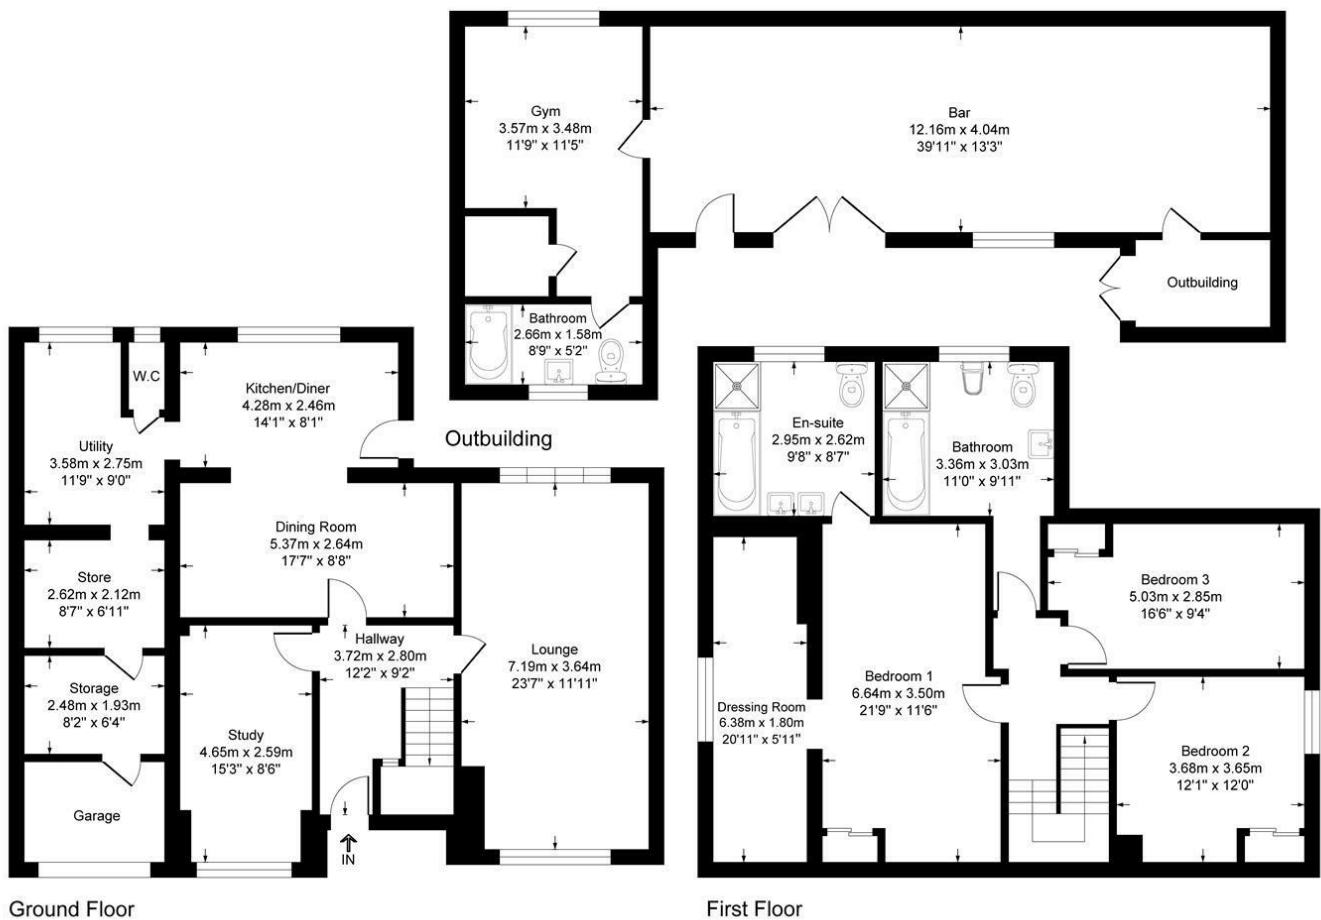 Gym
3.57m x 3.48m
11'9" x 11'5"
Bar
12.16m x 4.04m
39'11" x 13'3"
Outbuilding
Bathroom
2.66m x 1.58m
8'9" x 5'2"
Outbuilding
W.C
Kitchen/Diner
4.28m x 2.46m
14'1" x 8'1"
Utility
3.58m x 2.75m
11'9" x 9'0"
Dining Room
5.37m x 2.64m
17'7" x 8'8"
Store
2.62m x 2.12m
8'7" x 6'11"
Hallway
3.72m x 2.80m
12'2" x 9'2"
Lounge
7.19m x 3.64m
23'7" x 11'11"
Storage
2.48m x 1.93m
8'2" x 6'4"
Study
4.65m x 2.59m
15'3" x 8'6"
Garage
IN
Ground Floor
En-suite
2.95m x 2.62m
9'8" x 8'7"
Bathroom
3.36m x 3.03m
11'0" x 9'11"
Bedroom 3
5.03m x 2.85m
16'6" x 9'4"
Bedroom 1
6.64m x 3.50m
21'9" x 11'6"
Dressing Room
6.38m x 1.80m
20'11" x 5'11"
Bedroom 2
3.68m x 3.65m
12'1" x 12'0"
First Floor